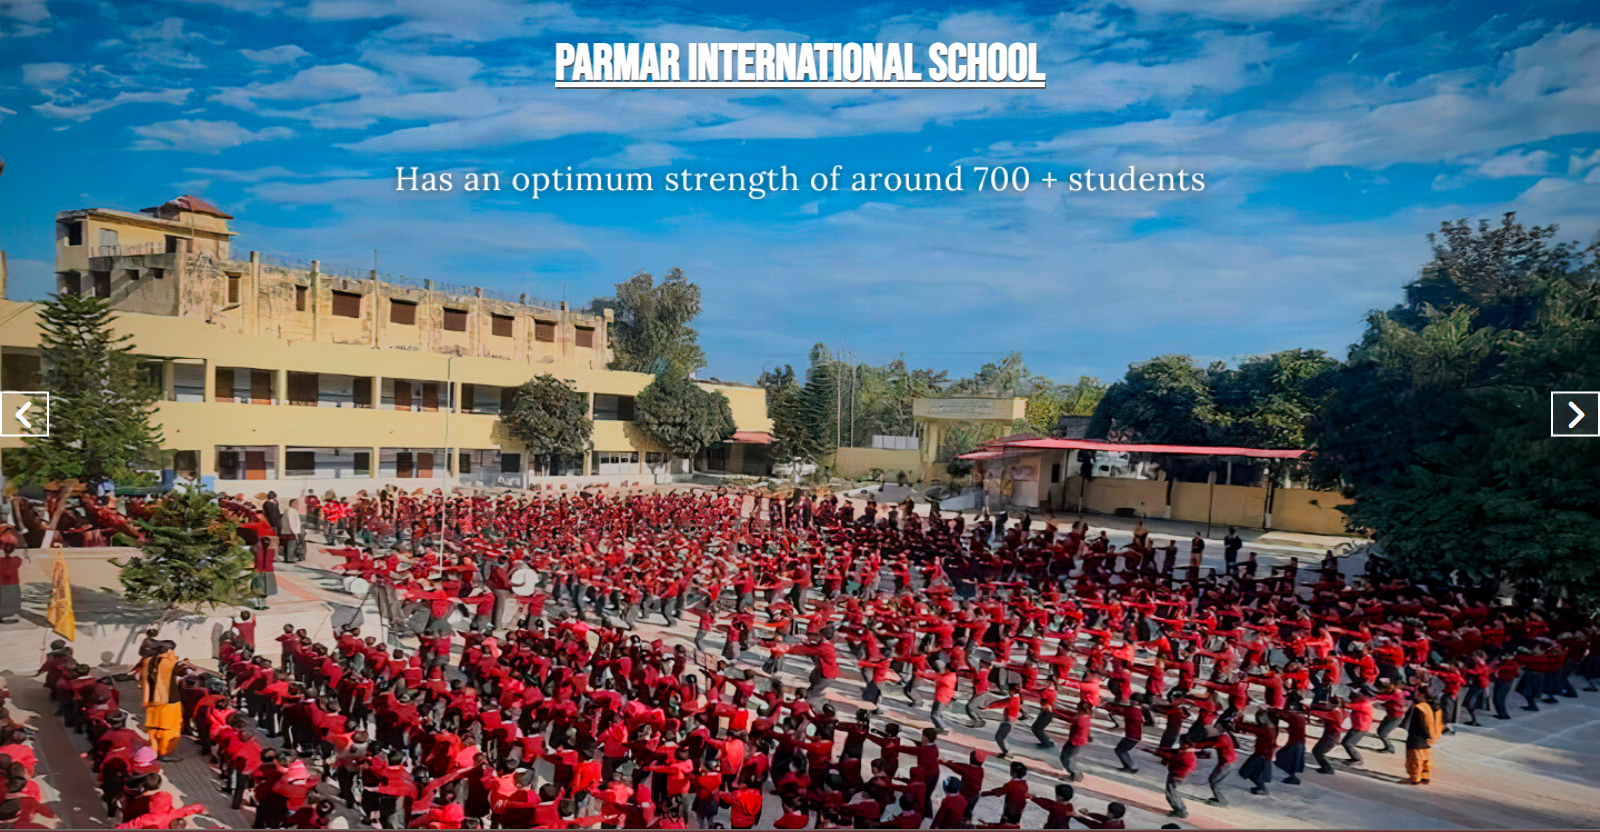 PARMAR INTERNATIONAL SCHOOL
Has an optimum strength of around 700 + students